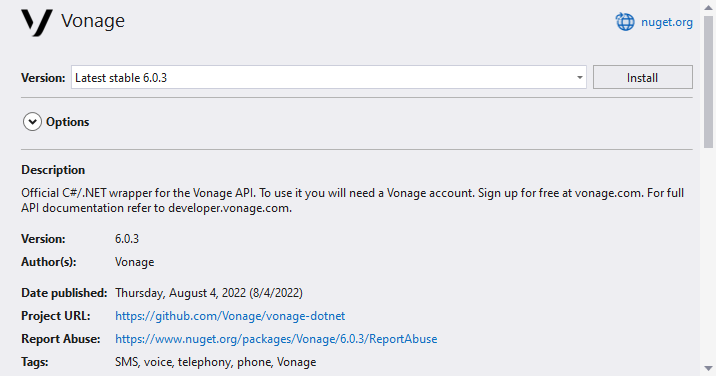 Vonage
nuget.org
Version: Latest stable 6.0.3 Install
Options
Description
Official C#/.NET wrapper for the Vonage API. To use it you will need a Vonage account. Sign up for free at vonage.com. For full
API documentation refer to developer.vonage.com.
Version: 6.0.3
Author(s): Vonage
Date published: Thursday, August 4, 2022 (8/4/2022)
Project URL: https://github.com/Vonage/vonage-dotnet
Report Abuse: https://www.nuget.org/packages/Vonage/6.0.3/ReportAbuse
Tags: SMS, voice, telephony, phone, Vonage